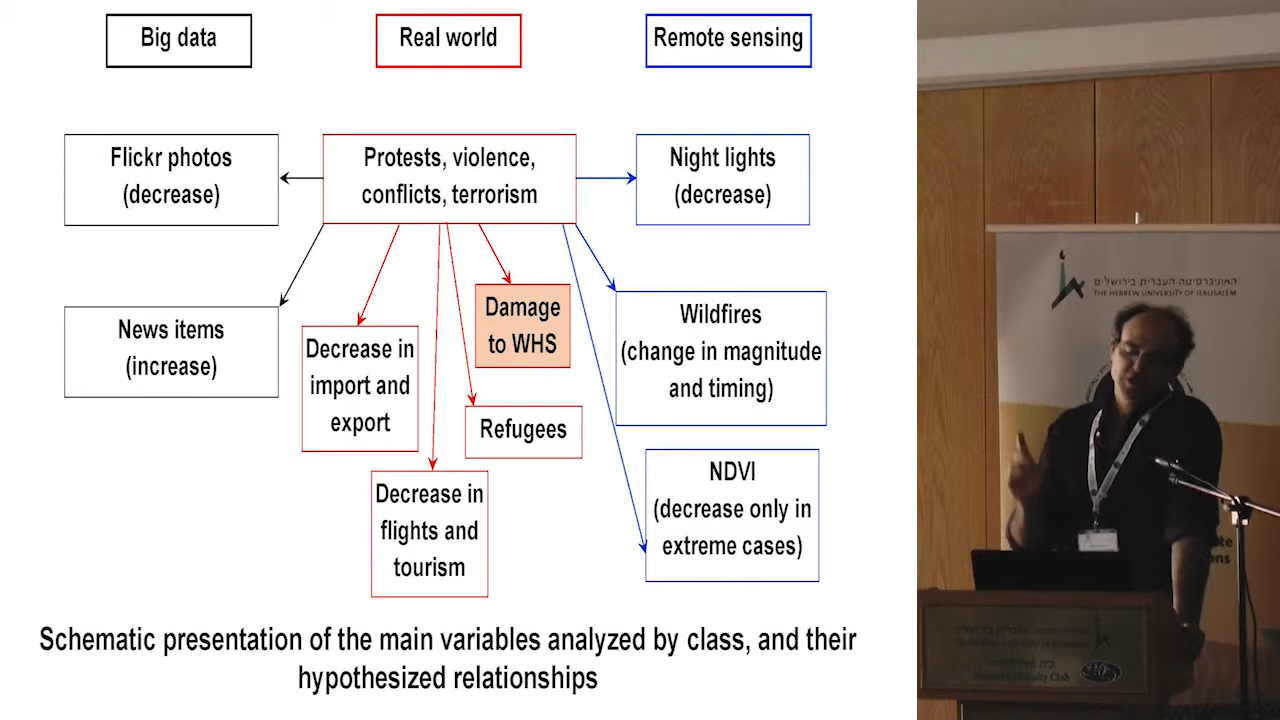 Big data
Real world
Remote sensing
Flickr photos
(decrease)
Protests, violence,
conflicts, terrorism
Night lights
(decrease)
News items
(increase)
Decrease in
import and
export
Damage
to WHS
Refugees
Decrease in
flights and
tourism
Wildfires
(change in magnitude
and timing)
NDVI
(decrease only in
extreme cases)
Schematic presentation of the main variables analyzed by class, and their
hypothesized relationships
האוניברסיטה העברית בירושלים
THE HEBREW UNIVERSITY OF JERUSALEM